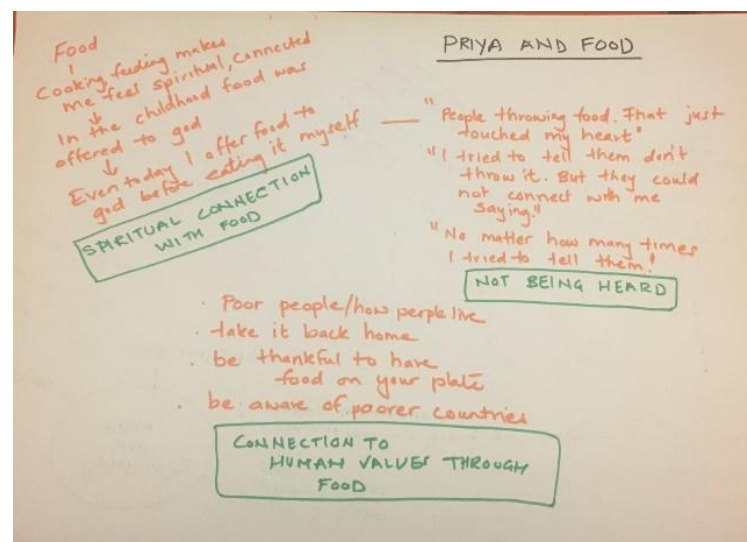 PRIYA AND FOOD
Food
Cooking, feeding makes
me feel spiritual, connected
In the childhood food was
offered to god
Even today I offer food to
god before eating it myself
SPIRITUAL CONNECTION
WITH FOOD
"People throwing food. That just
touched my heart"
"I tried to tell them don't
throw it. But they could
not connect with me
saying."
"No matter how many times
I tried to tell them!
NOT BEING HEARD
. Poor people/how people live
. take it back home
. be thankful to have
food on your plate
. be aware of poorer countries
CONNECTION TO
HUMAN VALUES THROUGH
FOOD